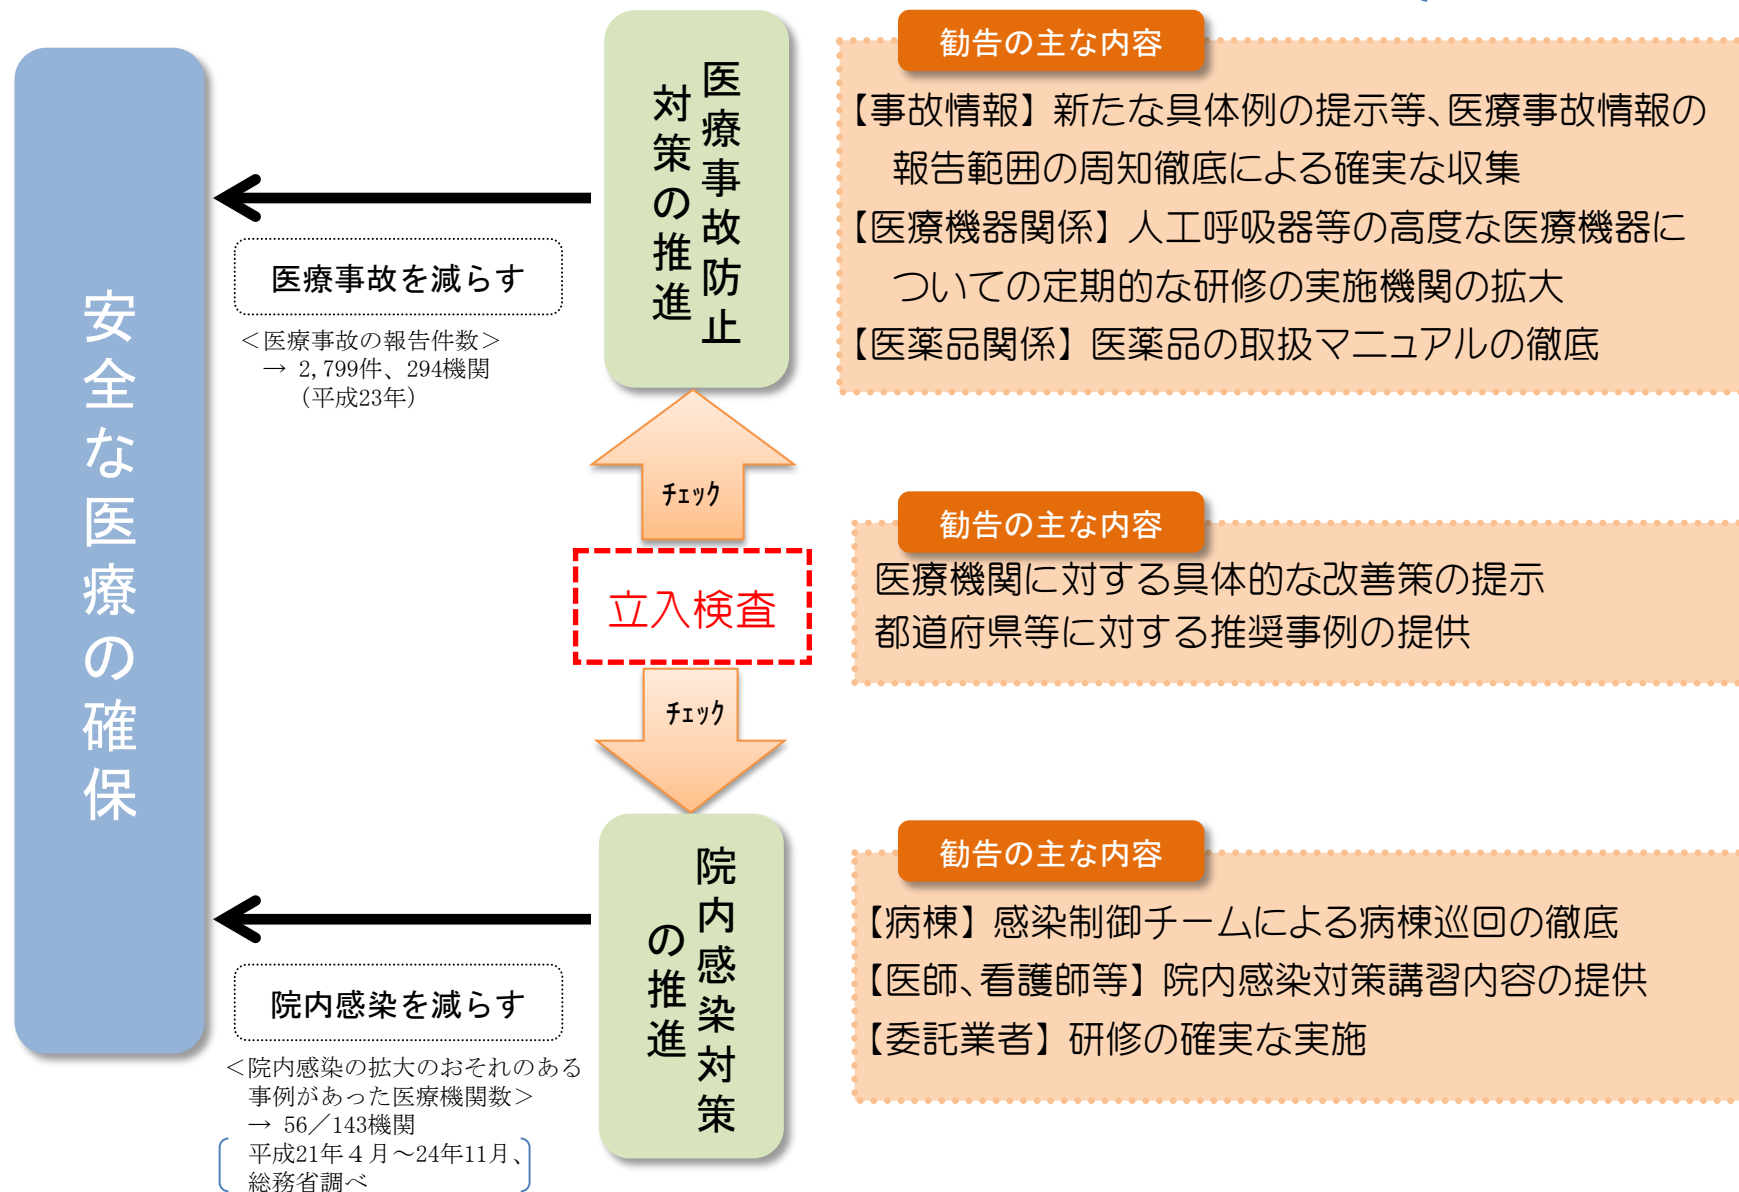 安全な医療の確保
医療事故防止
対策の推進
医療事故を減らす
＜医療事故の報告件数＞
→ 2,799件、294機関
（平成23年）
勧告の主な内容
【事故情報】新たな具体例の提示等、医療事故情報の
報告範囲の周知徹底による確実な収集
【医療機器関係】人工呼吸器等の高度な医療機器に
ついての定期的な研修の実施機関の拡大
【医薬品関係】医薬品の取扱マニュアルの徹底
ﾁｪｯｸ
立入検査
ﾁｪｯｸ
勧告の主な内容
医療機関に対する具体的な改善策の提示
都道府県等に対する推奨事例の提供
院内感染対策
の推進
院内感染を減らす
＜院内感染の拡大のおそれのある
事例があった医療機関数＞
→ 56／143機関
平成21年４月～24年11月、
総務省調べ
勧告の主な内容
【病棟】感染制御チームによる病棟巡回の徹底
【医師、看護師等】院内感染対策講習内容の提供
【委託業者】研修の確実な実施